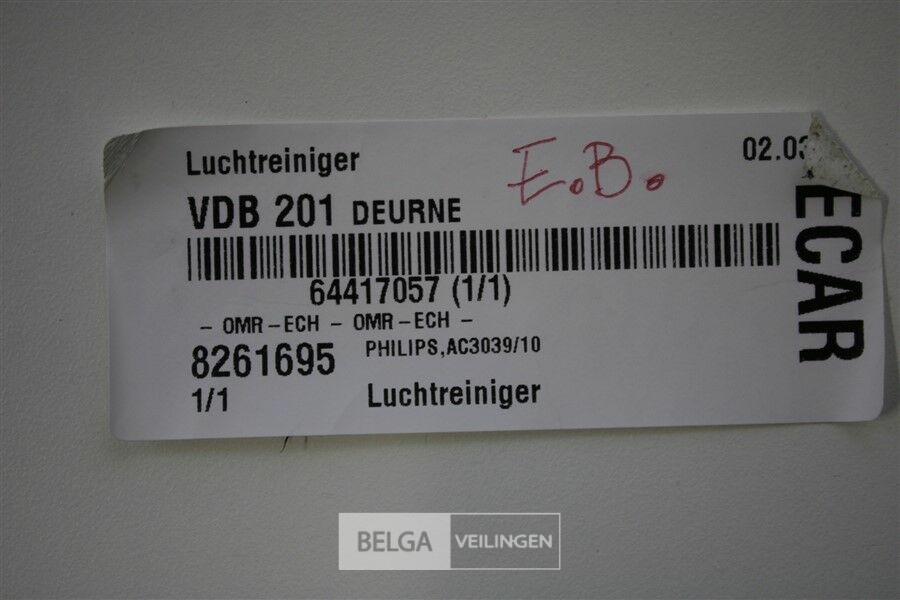 Luchtreiniger
E.B.
02.03
VDB 201 DEURNE
64417057 (1/1)
- OMR-ECH - OMR-ECH -
8261695 PHILIPS,AC3039/10
1/1 Luchtreiniger
ECAR
BELGA VEILINGEN